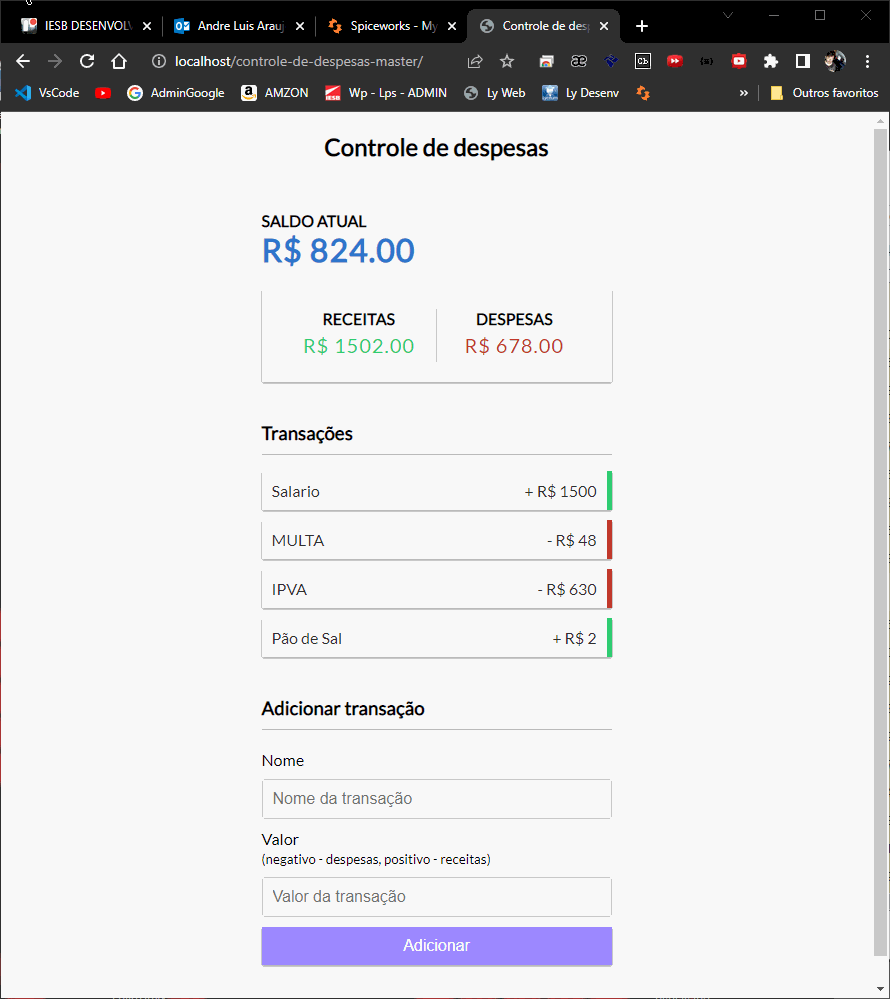 IESB DESENVOLV
Andre Luis Arauj
Spiceworks - My
Controle de des
localhost/controle-de-despesas-master/
VsCode
AdminGoogle
AMZON
Wp - Lps - ADMIN
Ly Web
Ly Desenv
»
Outros favoritos
Controle de despesas
SALDO ATUAL
R$ 824.00
RECEITAS DESPESAS
R$ 1502.00 R$ 678.00
Transações
Salario + R$ 1500
MULTA - R$ 48
IPVA - R$ 630
Pão de Sal + R$ 2
Adicionar transação
Nome
Nome da transação
Valor
(negativo - despesas, positivo - receitas)
Valor da transação
Adicionar